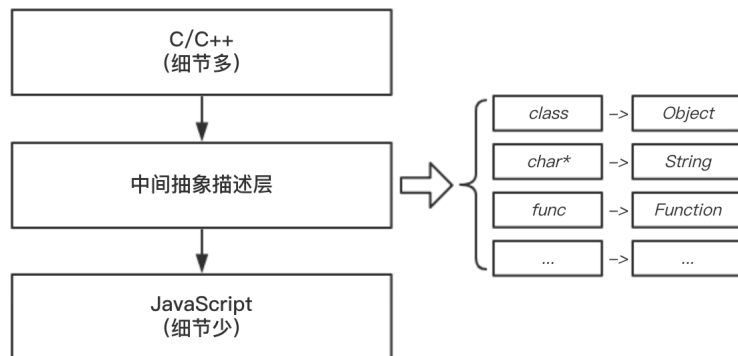 C/C++
（细节多）
中间抽象描述层
JavaScript
（细节少）
class -> Object
char* -> String
func -> Function
... -> ...